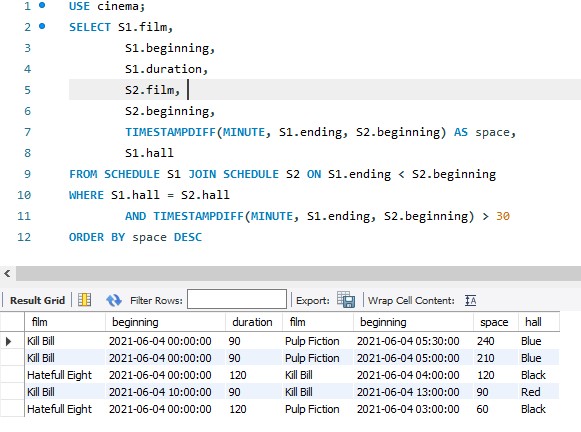 1 USE cinema;
2 SELECT S1.film,
3 S1.beginning,
4 S1.duration,
5 S2.film,
6 S2.beginning,
7 TIMESTAMPDIFF(MINUTE, S1.ending, S2.beginning) AS space,
8 S1.hall
9 FROM SCHEDULE S1 JOIN SCHEDULE S2 ON S1.ending < S2.beginning
10 WHERE S1.hall = S2.hall
11 AND TIMESTAMPDIFF(MINUTE, S1.ending, S2.beginning) > 30
12 ORDER BY space DESC
Result Grid Filter Rows: Export: Wrap Cell Content: IA
film beginning duration film beginning space hall
Kill Bill 2021-06-04 00:00:00 90 Pulp Fiction 2021-06-04 05:30:00 240 Blue
Kill Bill 2021-06-04 00:00:00 90 Pulp Fiction 2021-06-04 05:00:00 210 Blue
Hatefull Eight 2021-06-04 00:00:00 120 Kill Bill 2021-06-04 04:00:00 120 Black
Kill Bill 2021-06-04 10:00:00 90 Kill Bill 2021-06-04 13:00:00 90 Red
Hatefull Eight 2021-06-04 00:00:00 120 Pulp Fiction 2021-06-04 03:00:00 60 Black